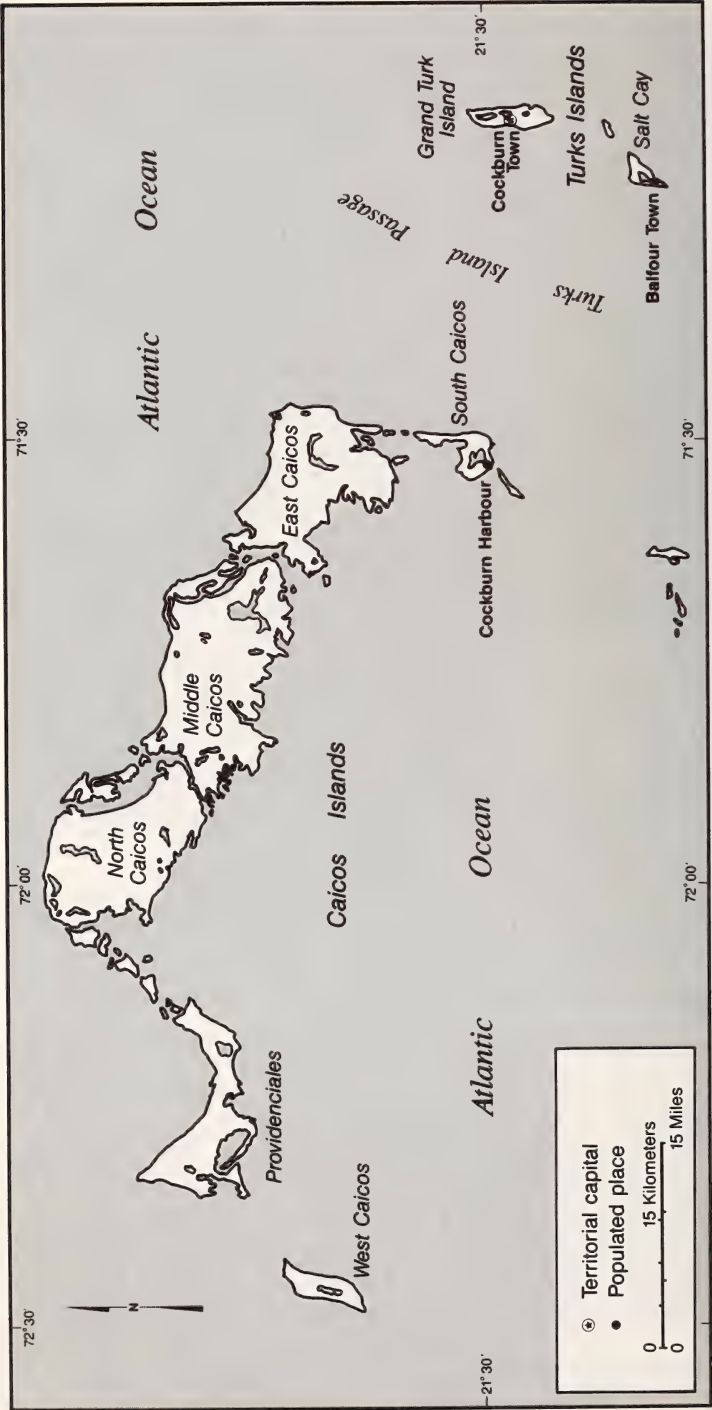 72°30'
72°00'
71°30'
N
Atlantic Ocean
North
Caicos
Middle
Caicos
East Caicos
Providenciales
West Caicos
Caicos Islands
South Caicos
Cockburn Harbour
Turks Island Passage
Grand Turk
Island
21°30'
Cockburn
Town
Turks Islands
Salt Cay
Balfour Town
Atlantic Ocean
21°30'
Territorial capital
Populated place
0 15 Kilometers
0 15 Miles
72°00'
71°30'